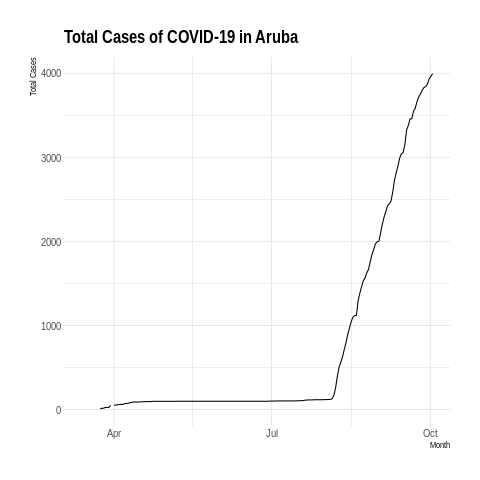 Total Cases of COVID-19 in Aruba
Total Cases
4000
3000
2000
1000
0
Apr
Jul
Oct
Month